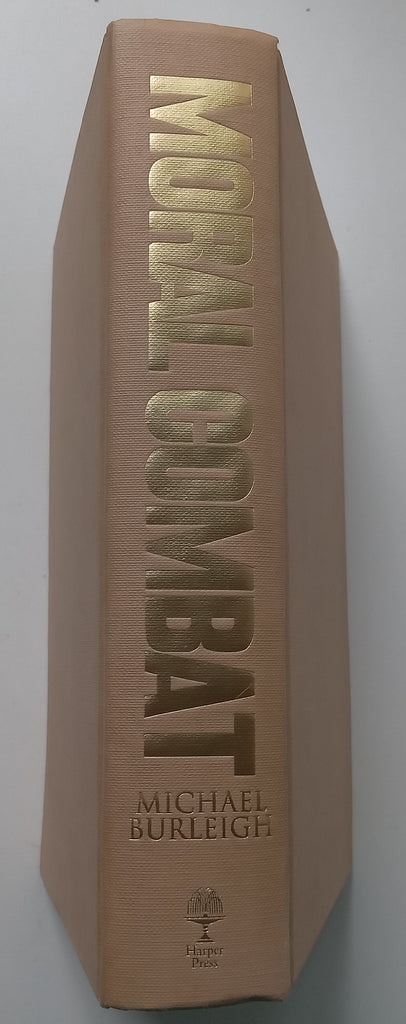 MORAL COMBAT
MICHAEL
BURLEIGH
Harper
Press